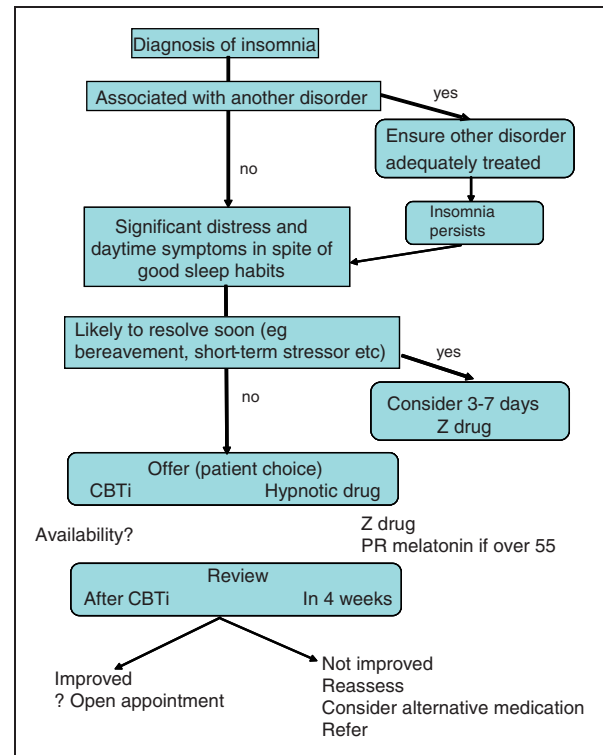 Diagnosis of insomnia
Associated with another disorder
yes
Ensure other disorder
adequately treated
no
Insomnia
persists
Significant distress and
daytime symptoms in spite of
good sleep habits
Likely to resolve soon (eg
bereavement, short-term stressor etc)
yes
no
Consider 3-7 days
Z drug
Offer (patient choice)
CBTi Hypnotic drug
Availability?
Z drug
PR melatonin if over 55
Review
After CBTi In 4 weeks
Improved
? Open appointment
Not improved
Reassess
Consider alternative medication
Refer